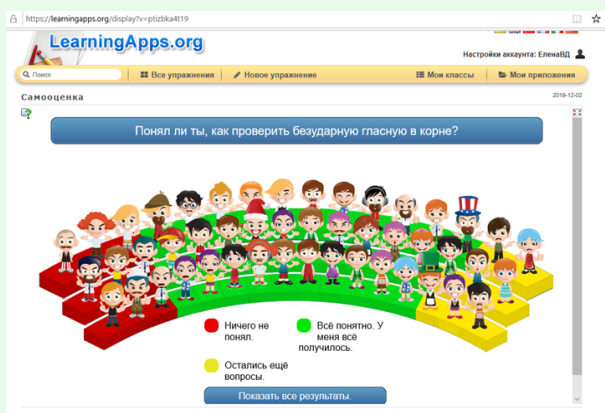 https://learningapps.org/display?v=ptizbka4t19
LearningApps.org
Настройки аккаунта: ЕленаВД
Поиск
Все упражнения
Новое упражнение
Мои классы
Мои приложения
Самооценка
2019-12-02
Понял ли ты, как проверить безударную гласную в корне?
Ничего не
понял.
Всё понятно. У
меня всё
получилось.
Остались ещё
вопросы.
Показать все результаты.